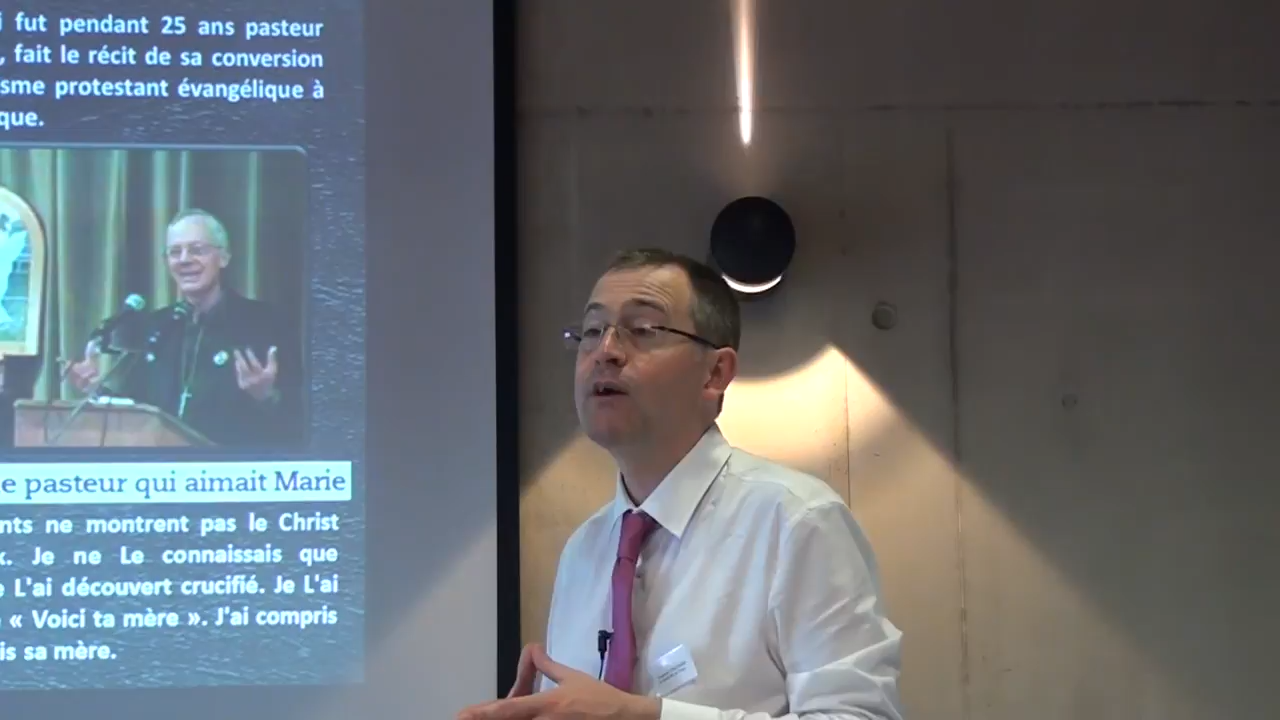 fut pendant 25 ans pasteur
, fait le récit de sa conversion
sme protestant évangélique à
que.
e pasteur qui aimait Marie
nts ne montrent pas le Christ
x. Je ne Le connaissais que
e L'ai découvert crucifié. Je L'ai
« Voici ta mère ». J'ai compris
is sa mère.